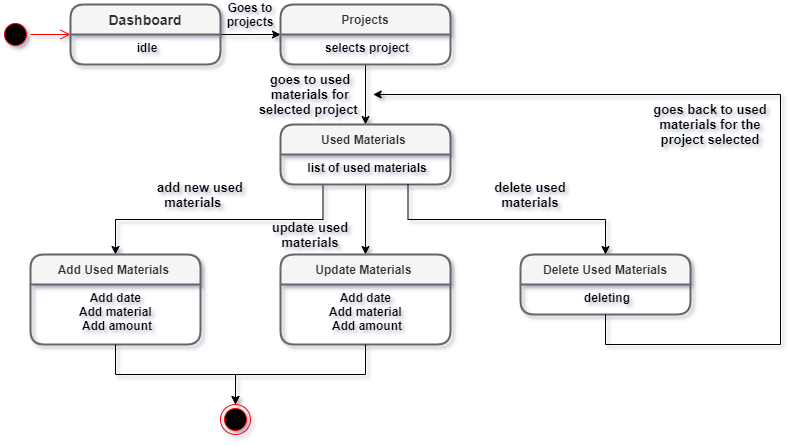 Dashboard
idle
Goes to
projects
Projects
selects project
goes to used
materials for
selected project
goes back to used
materials for the
project selected
Used Materials
list of used materials
add new used
materials
update used
materials
delete used
materials
Add Used Materials
Add date
Add material
Add amount
Update Materials
Add date
Add material
Add amount
Delete Used Materials
deleting